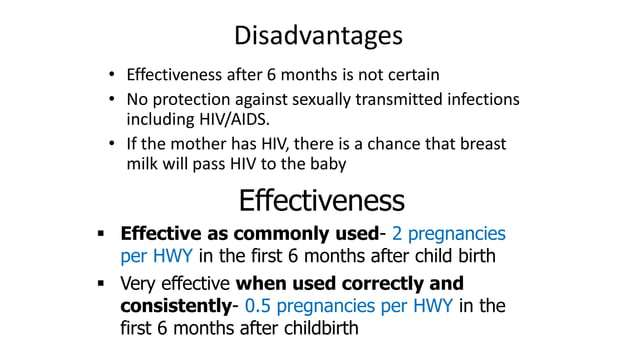 Disadvantages
• Effectiveness after 6 months is not certain
• No protection against sexually transmitted infections
including HIV/AIDS.
• If the mother has HIV, there is a chance that breast
milk will pass HIV to the baby
Effectiveness
▪ Effective as commonly used- 2 pregnancies
per HWY in the first 6 months after child birth
▪ Very effective when used correctly and
consistently- 0.5 pregnancies per HWY in the
first 6 months after childbirth